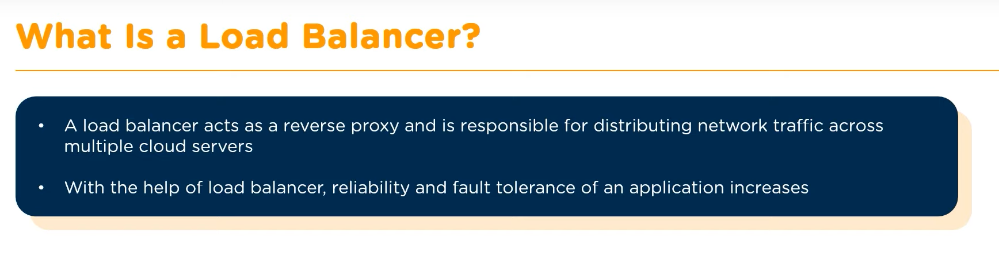 What Is a Load Balancer?
• A load balancer acts as a reverse proxy and is responsible for distributing network traffic across
multiple cloud servers
• With the help of load balancer, reliability and fault tolerance of an application increases